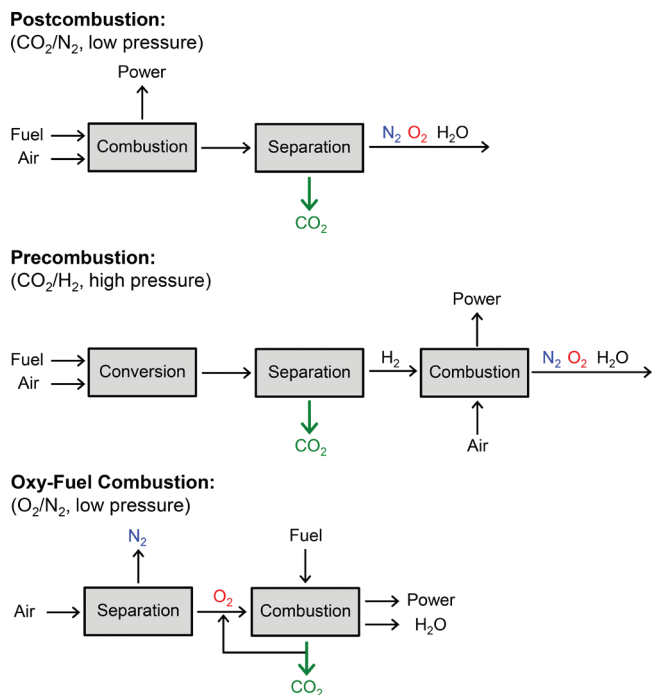 Postcombustion:
(CO₂/N₂, low pressure)
Power
Fuel
Air
Combustion
Separation
N₂ O₂ H₂O
CO₂
Precombustion:
(CO₂/H₂, high pressure)
Power
Fuel
Air
Conversion
Separation
H₂
Combustion
N₂ O₂ H₂O
CO₂
Air
Oxy-Fuel Combustion:
(O₂/N₂, low pressure)
N₂
Fuel
Air
Separation
O₂
Combustion
Power
H₂O
CO₂